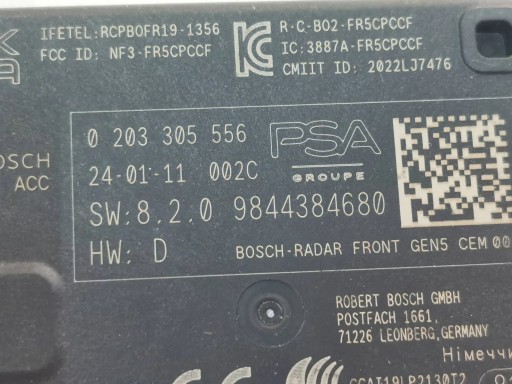 IFETEL:RCPBOFR19-1356
FCC ID: NF3-FR5CPCCF
R-C-BO2-FR5CPCCF
IC:3887A-FR5CPCCF
CMIIT ID: 2022LJ7476
OSCH
ACC
0 203 305 556
PSA
GROUPE
24-01-11 002C
SW:8.2.0 9844384680
HW: D
BOSCH-RADAR FRONT GEN5 CEM 00
ROBERT BOSCH GMBH
POSTFACH 1661,
71226 LEONBERG,GERMANY
Німеччи
CCAI19LP2130T2